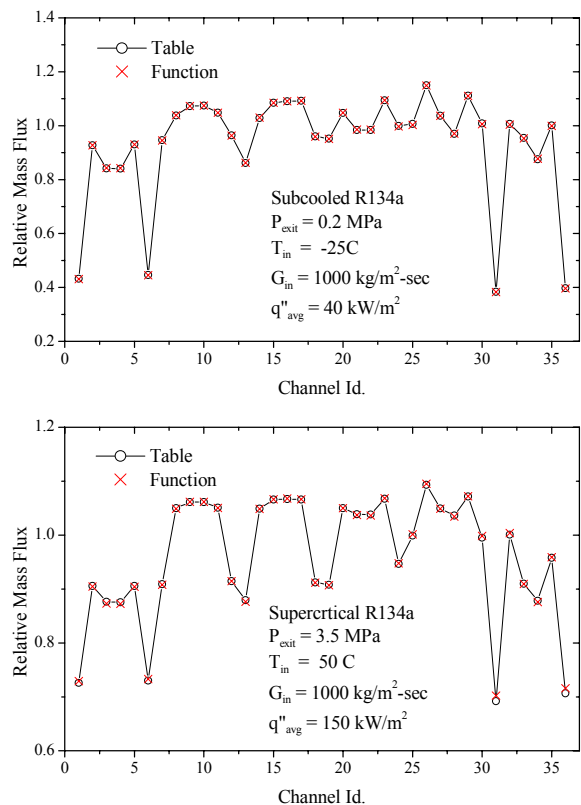 1.4
1.2
1.0
0.8
0.6
0.4
0.2
Relative Mass Flux
Table
Function
Subcooled R134a
P_exit = 0.2 MPa
T_in = -25C
G_in = 1000 kg/m²-sec
q"_avg = 40 kW/m²
0 5 10 15 20 25 30 35
Channel Id.
1.2
1.0
0.8
0.6
Relative Mass Flux
Table
Function
Supercrtical R134a
P_exit = 3.5 MPa
T_in = 50 C
G_in = 1000 kg/m²-sec
q"_avg = 150 kW/m²
0 5 10 15 20 25 30 35
Channel Id.